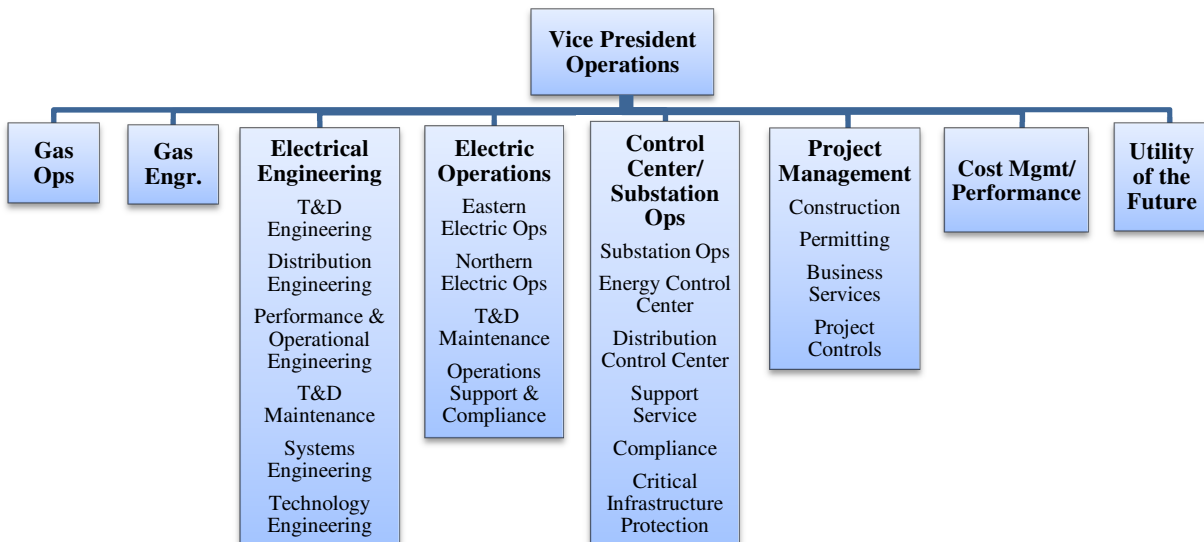 Vice President
Operations
Gas
Ops
Gas
Engr.
Electrical
Engineering
T&D
Engineering
Distribution
Engineering
Performance &
Operational
Engineering
T&D
Maintenance
Systems
Engineering
Technology
Engineering
Electric
Operations
Eastern
Electric Ops
Northern
Electric Ops
T&D
Maintenance
Operations
Support &
Compliance
Control
Center/
Substation
Ops
Substation Ops
Energy Control
Center
Distribution
Control Center
Support
Service
Compliance
Critical
Infrastructure
Protection
Project
Management
Construction
Permitting
Business
Services
Project
Controls
Cost Mgmt/
Performance
Utility
of the
Future